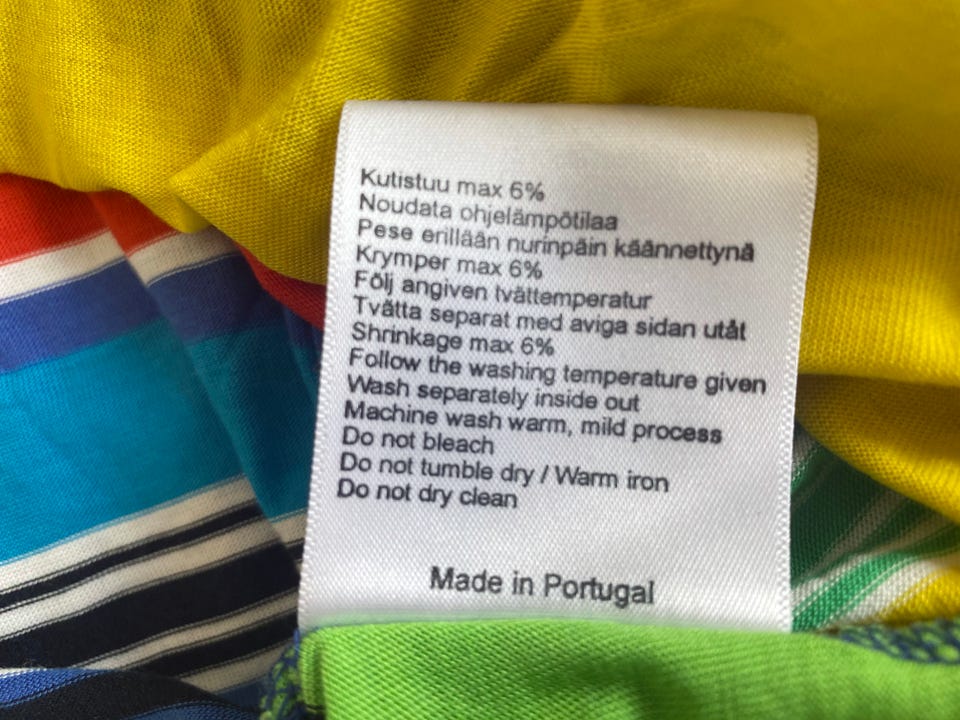 Kutistuu max 6%
Noudata ohjelämpötilaa
Pese erillään nurinpäin käännettynä
Krymper max 6%
Följ angiven tvättemperatur
Tvätta separat med aviga sidan utåt
Shrinkage max 6%
Follow the washing temperature given
Wash separately inside out
Machine wash warm, mild process
Do not bleach
Do not tumble dry / Warm iron
Do not dry clean
Made in Portugal